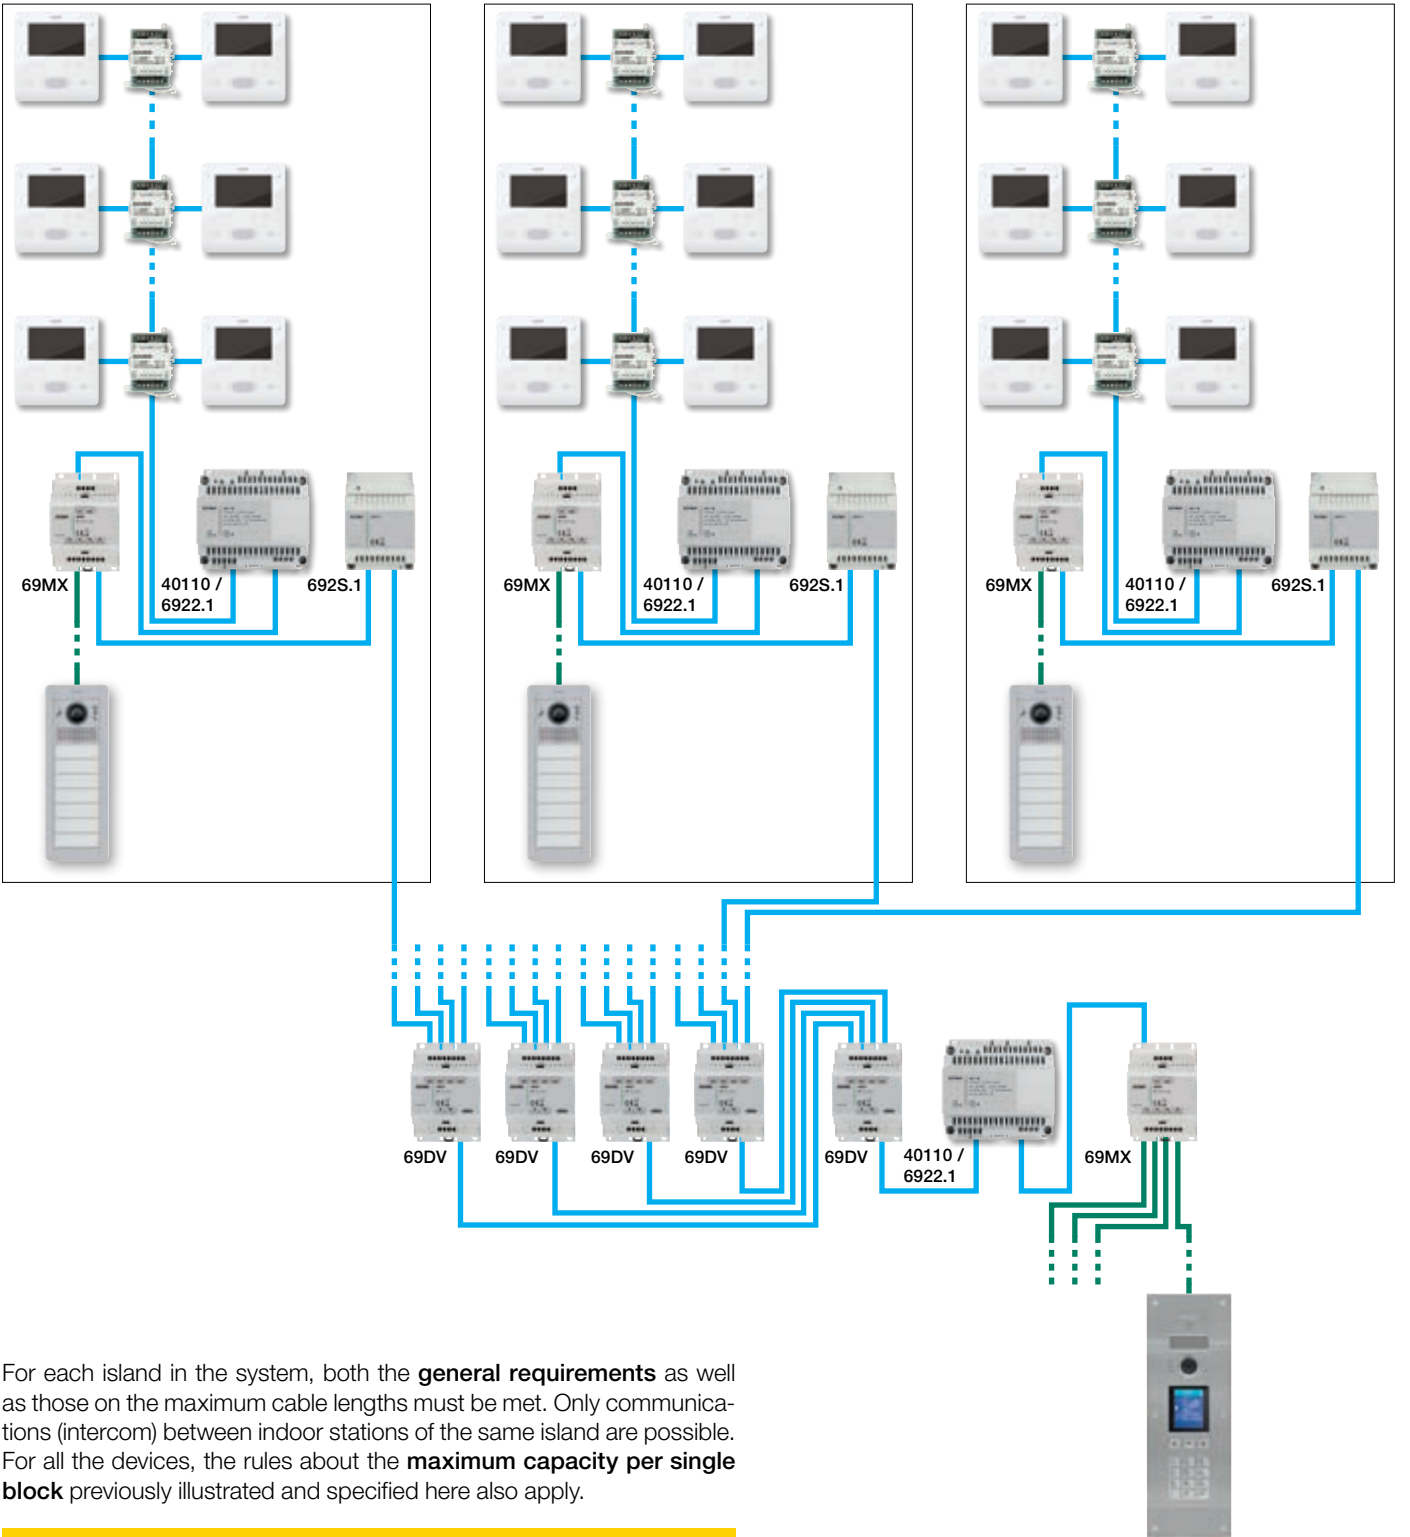 69MX
40110 /
6922.1
692S.1
69MX
40110 /
6922.1
692S.1
69MX
40110 /
6922.1
692S.1
69DV
69DV
69DV
69DV
69DV
40110 /
6922.1
69MX
For each island in the system, both the general requirements as well
as those on the maximum cable lengths must be met. Only communica-
tions (intercom) between indoor stations of the same island are possible.
For all the devices, the rules about the maximum capacity per single
block previously illustrated and specified here also apply.